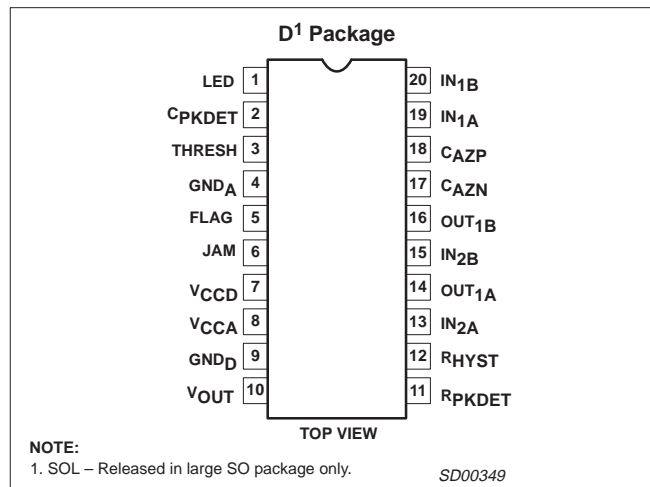 D1 Package
LED 1
CPKDET 2
THRESH 3
GNDA 4
FLAG 5
JAM 6
VCCD 7
VCCA 8
GNDD 9
VOUT 10
20 IN1B
19 IN1A
18 CAZP
17 CAZN
16 OUT1B
15 IN2B
14 OUT1A
13 IN2A
12 RHYST
11 RPKDET
TOP VIEW
NOTE:
1. SOL – Released in large SO package only.
SD00349